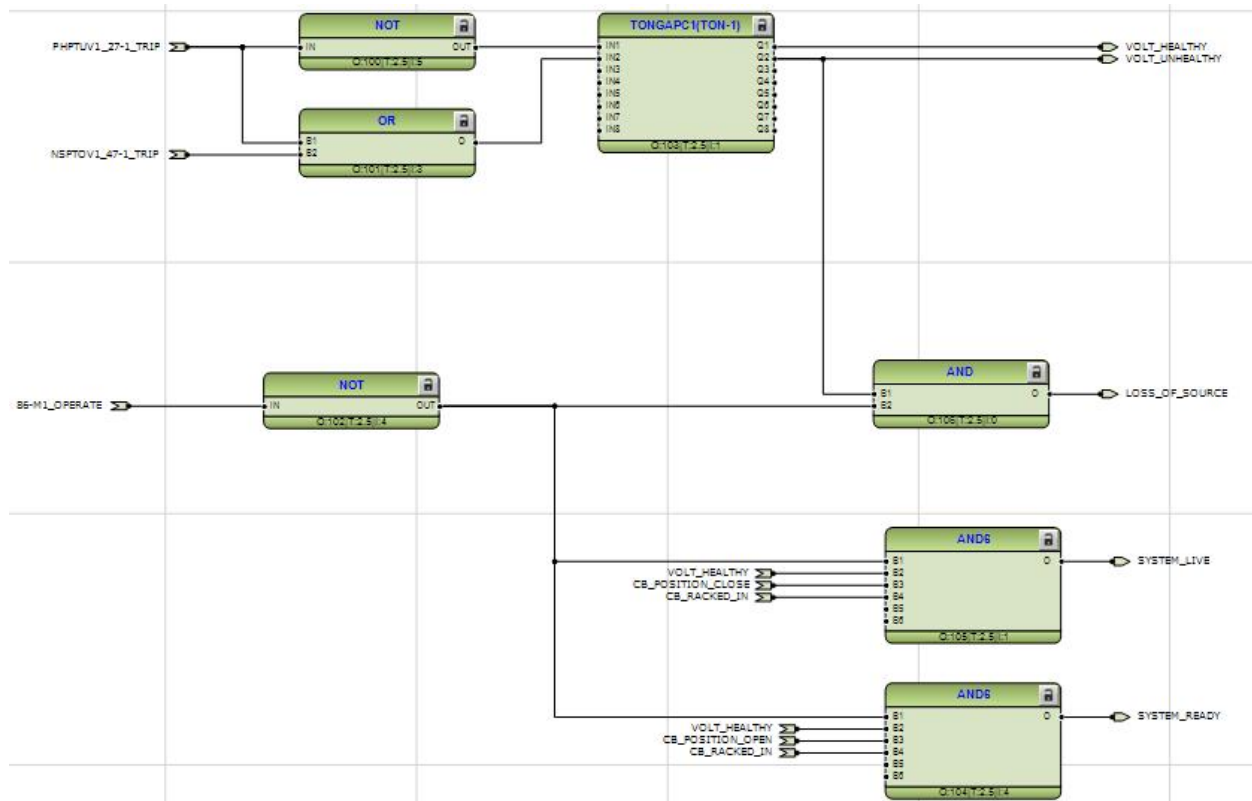 NOT
PHPTUV1_27-1_TRIP
IN
OUT
O:100|T:2.5|I:5
OR
NSPTOV1_47-1_TRIP
B1
B2
O
O:101|T:2.5|I:3
TONGAPC1(TON-1)
IN1
IN2
IN3
IN4
IN5
IN6
IN7
IN8
Q1
Q2
Q3
Q4
Q5
Q6
Q7
Q8
O:103|T:2.5|I:1
VOLT_HEALTHY
VOLT_UNHEALTHY
NOT
86-M1_OPERATE
IN
OUT
O:102|T:2.5|I:4
AND
B1
B2
O
O:106|T:2.5|I:0
LOSS_OF_SOURCE
AND6
B1
B2
B3
B4
B5
B6
O
O:105|T:2.5|I:1
VOLT_HEALTHY
CB_POSITION_CLOSE
CB_RACKED_IN
SYSTEM_LIVE
AND6
B1
B2
B3
B4
B5
B6
O
O:104|T:2.5|I:4
VOLT_HEALTHY
CB_POSITION_OPEN
CB_RACKED_IN
SYSTEM_READY